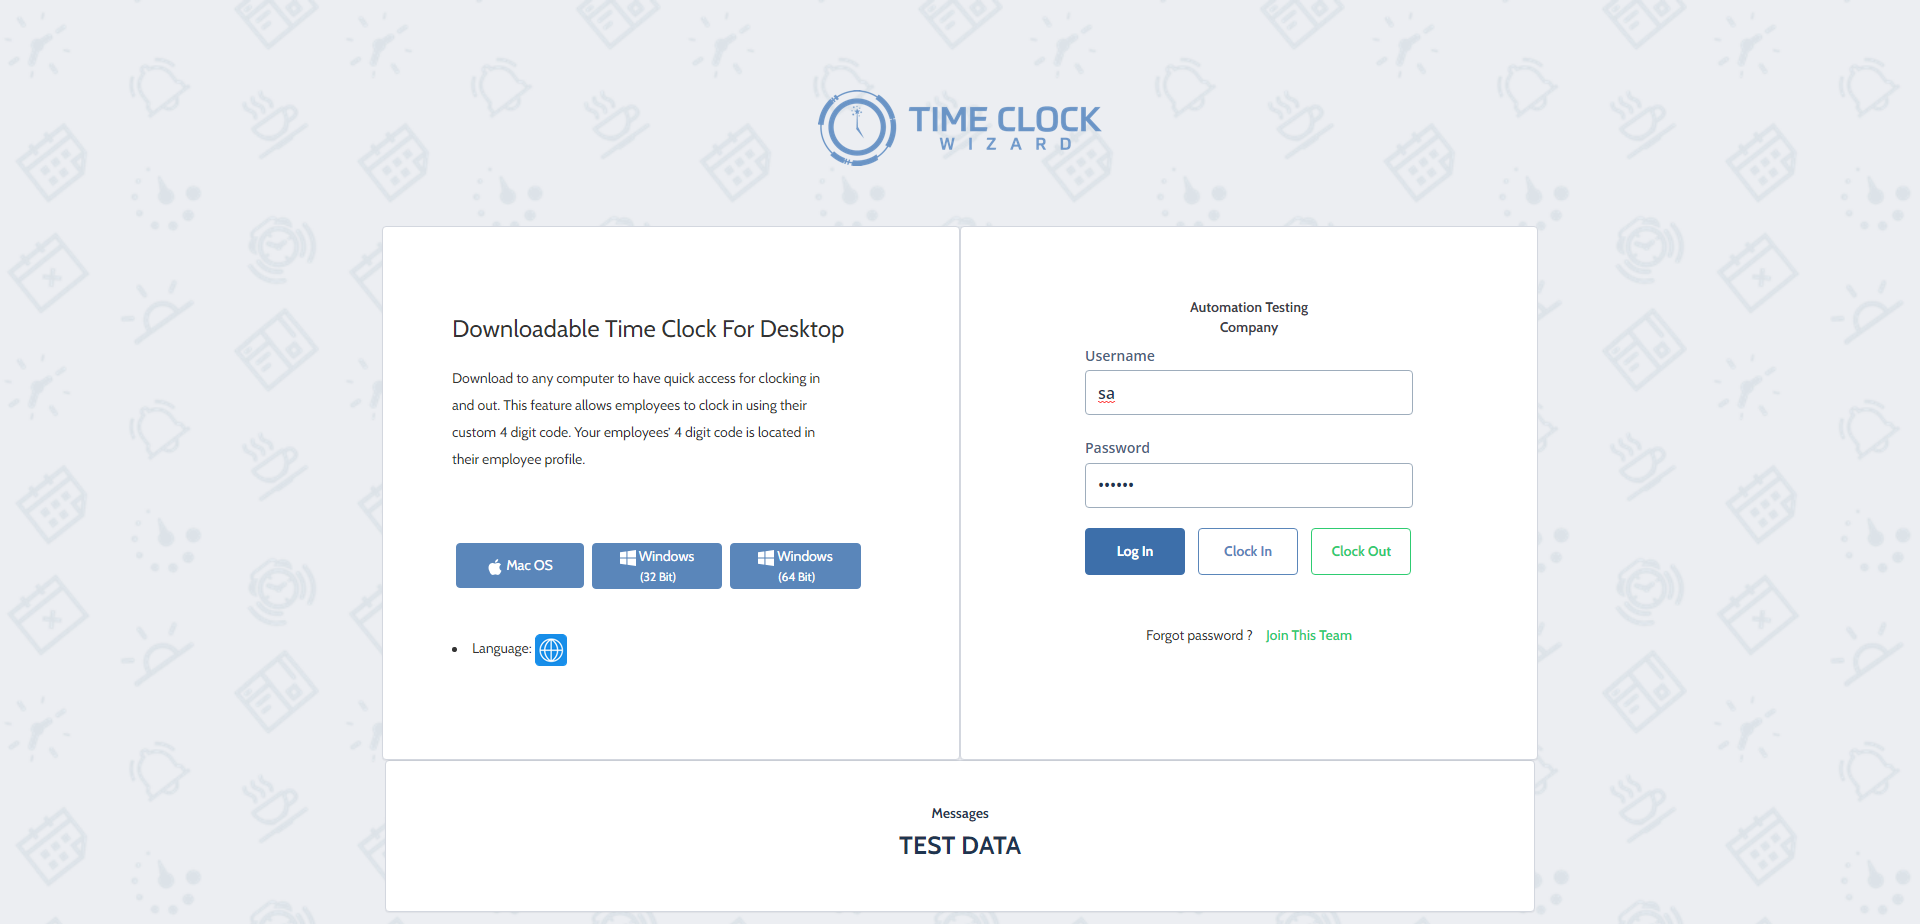 TIME CLOCK
WIZARD
Downloadable Time Clock For Desktop
Download to any computer to have quick access for clocking in
and out. This feature allows employees to clock in using their
custom 4 digit code. Your employees' 4 digit code is located in
their employee profile.
Mac OS
Windows
(32 Bit)
Windows
(64 Bit)
Language:
Automation Testing
Company
Username
sa
Password
••••••
Log In
Clock In
Clock Out
Forgot password ?
Join This Team
Messages
TEST DATA